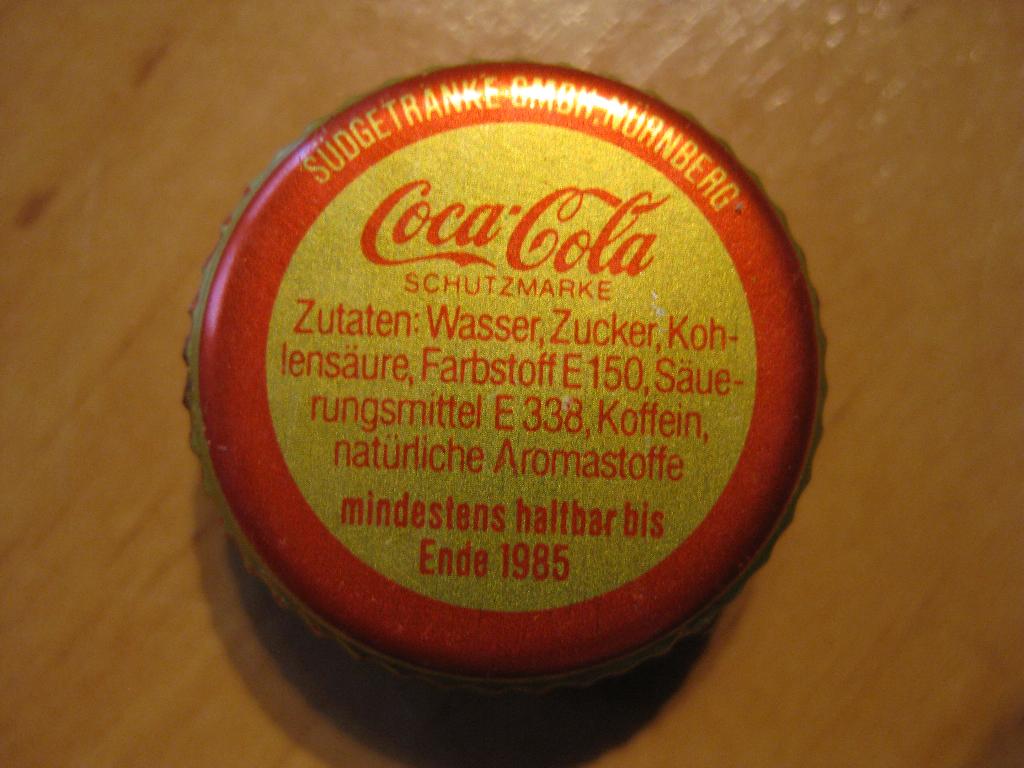 SÜDGETRÄNKE GMBH. NÜRNBERG
Coca-Cola
SCHUTZMARKE
Zutaten: Wasser, Zucker, Koh-
lensäure, Farbstoff E 150, Säue-
rungsmittel E 338, Koffein,
natürliche Aromastoffe
mindestens haltbar bis
Ende 1985